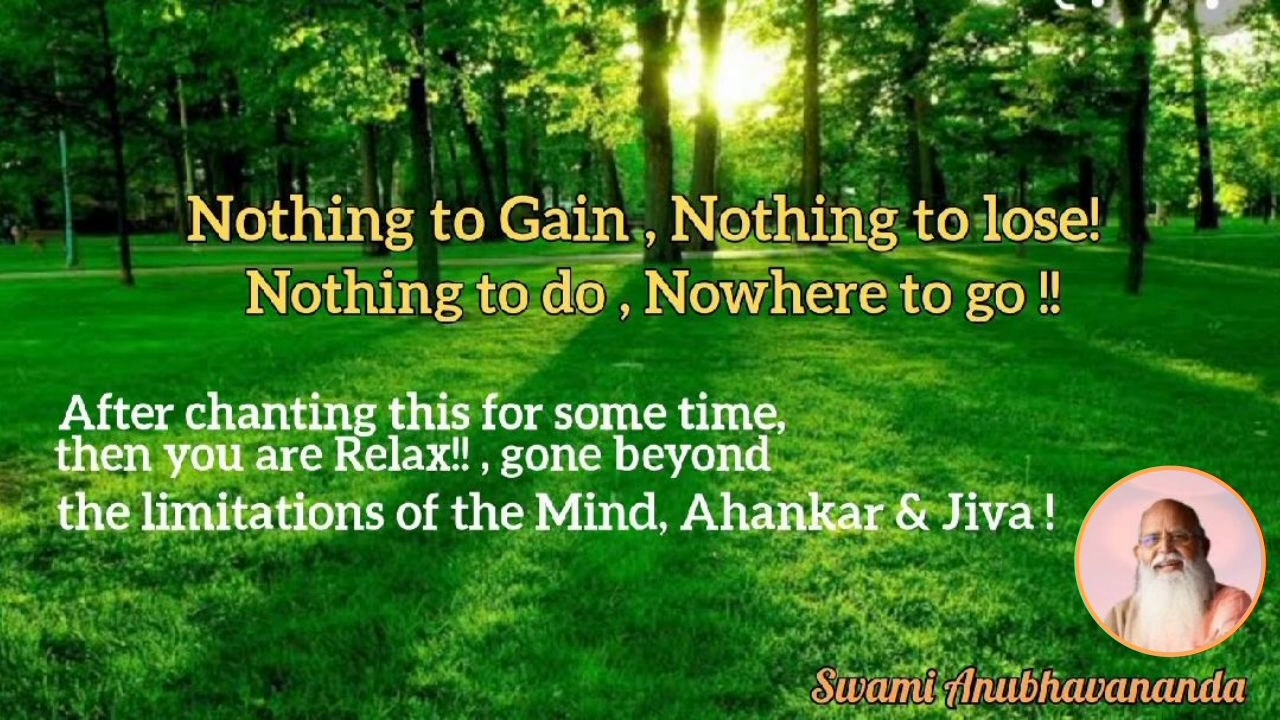 Nothing to Gain , Nothing to lose!
Nothing to do , Nowhere to go !!
After chanting this for some time,
then you are Relax!! , gone beyond
the limitations of the Mind, Ahankar & Jiva !
Swami Anubhavananda